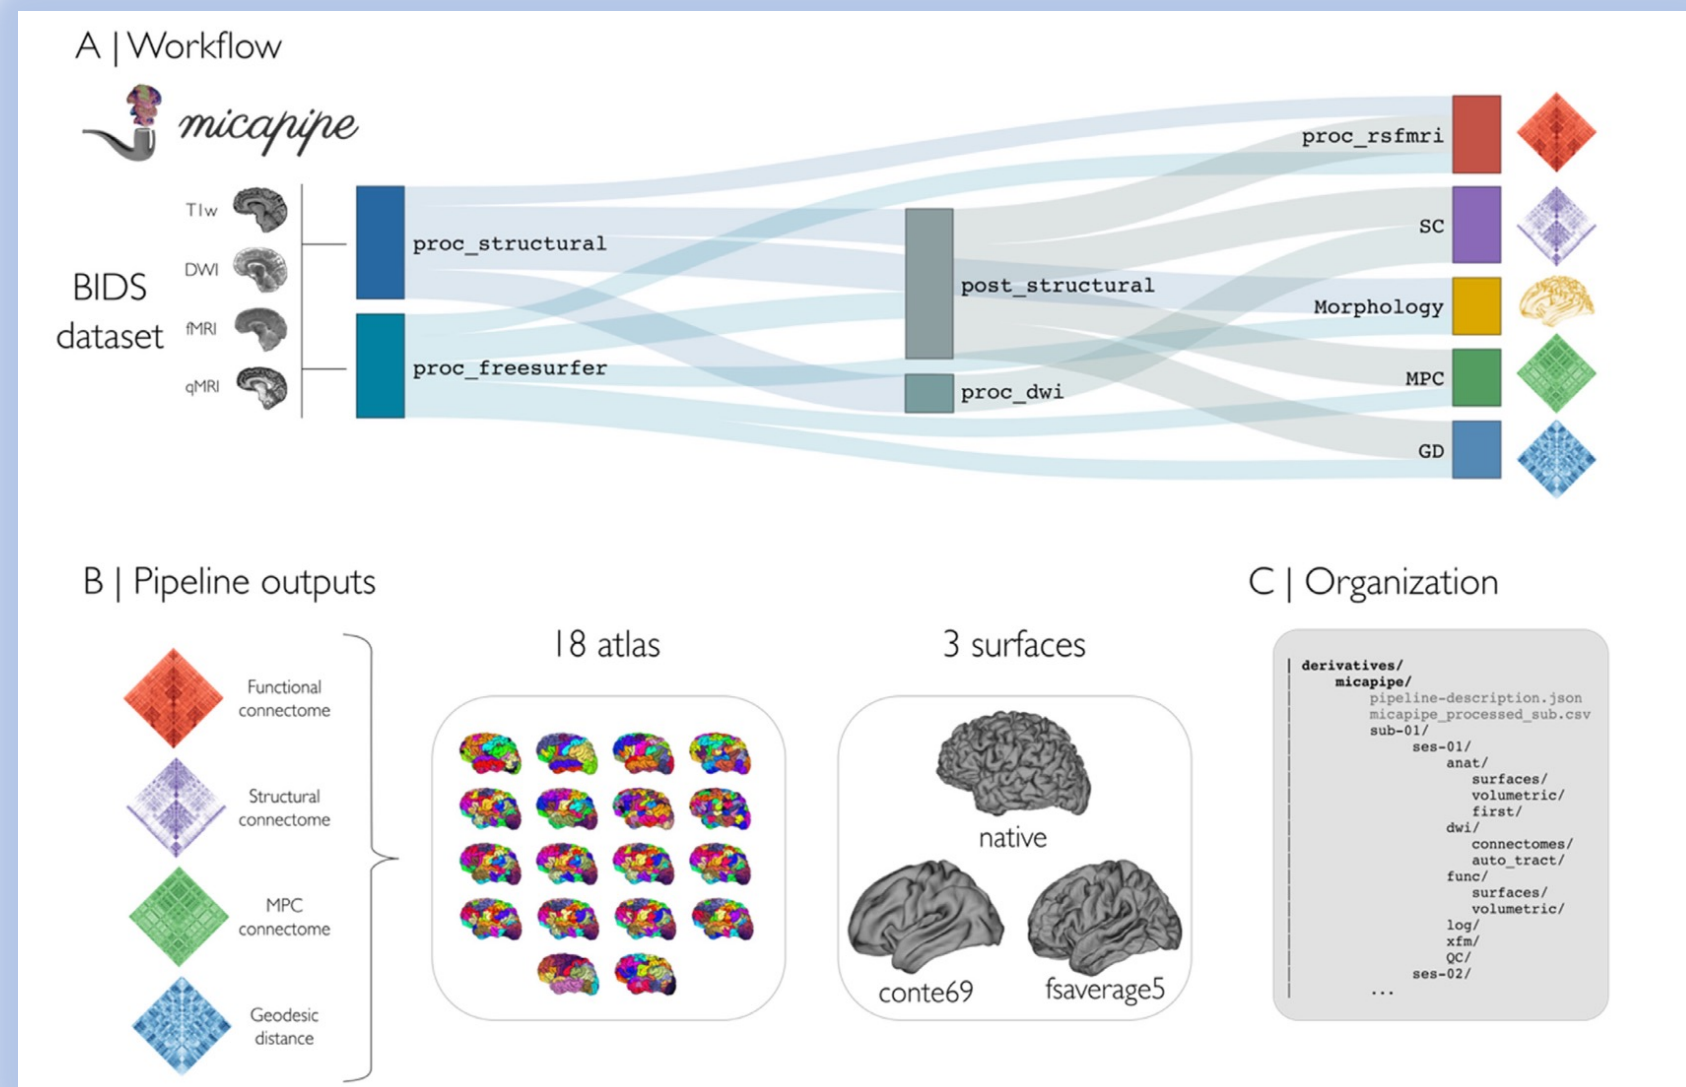 A | Workflow
micapipe
BIDS
dataset
T1w
DWI
fMRI
qMRI
proc_structural
proc_freesurfer
post_structural
proc_dwi
proc_rsfmri
SC
Morphology
MPC
GD
B | Pipeline outputs
Functional
connectome
Structural
connectome
MPC
connectome
Geodesic
distance
18 atlas
3 surfaces
native
conte69
fsaverage5
C | Organization
derivatives/
micapipe/
pipeline-description.json
micapipe_processed_sub.csv
sub-01/
ses-01/
anat/
surfaces/
volumetric/
first/
dwi/
connectomes/
auto_tract/
func/
surfaces/
volumetric/
log/
xfm/
QC/
ses-02/
...